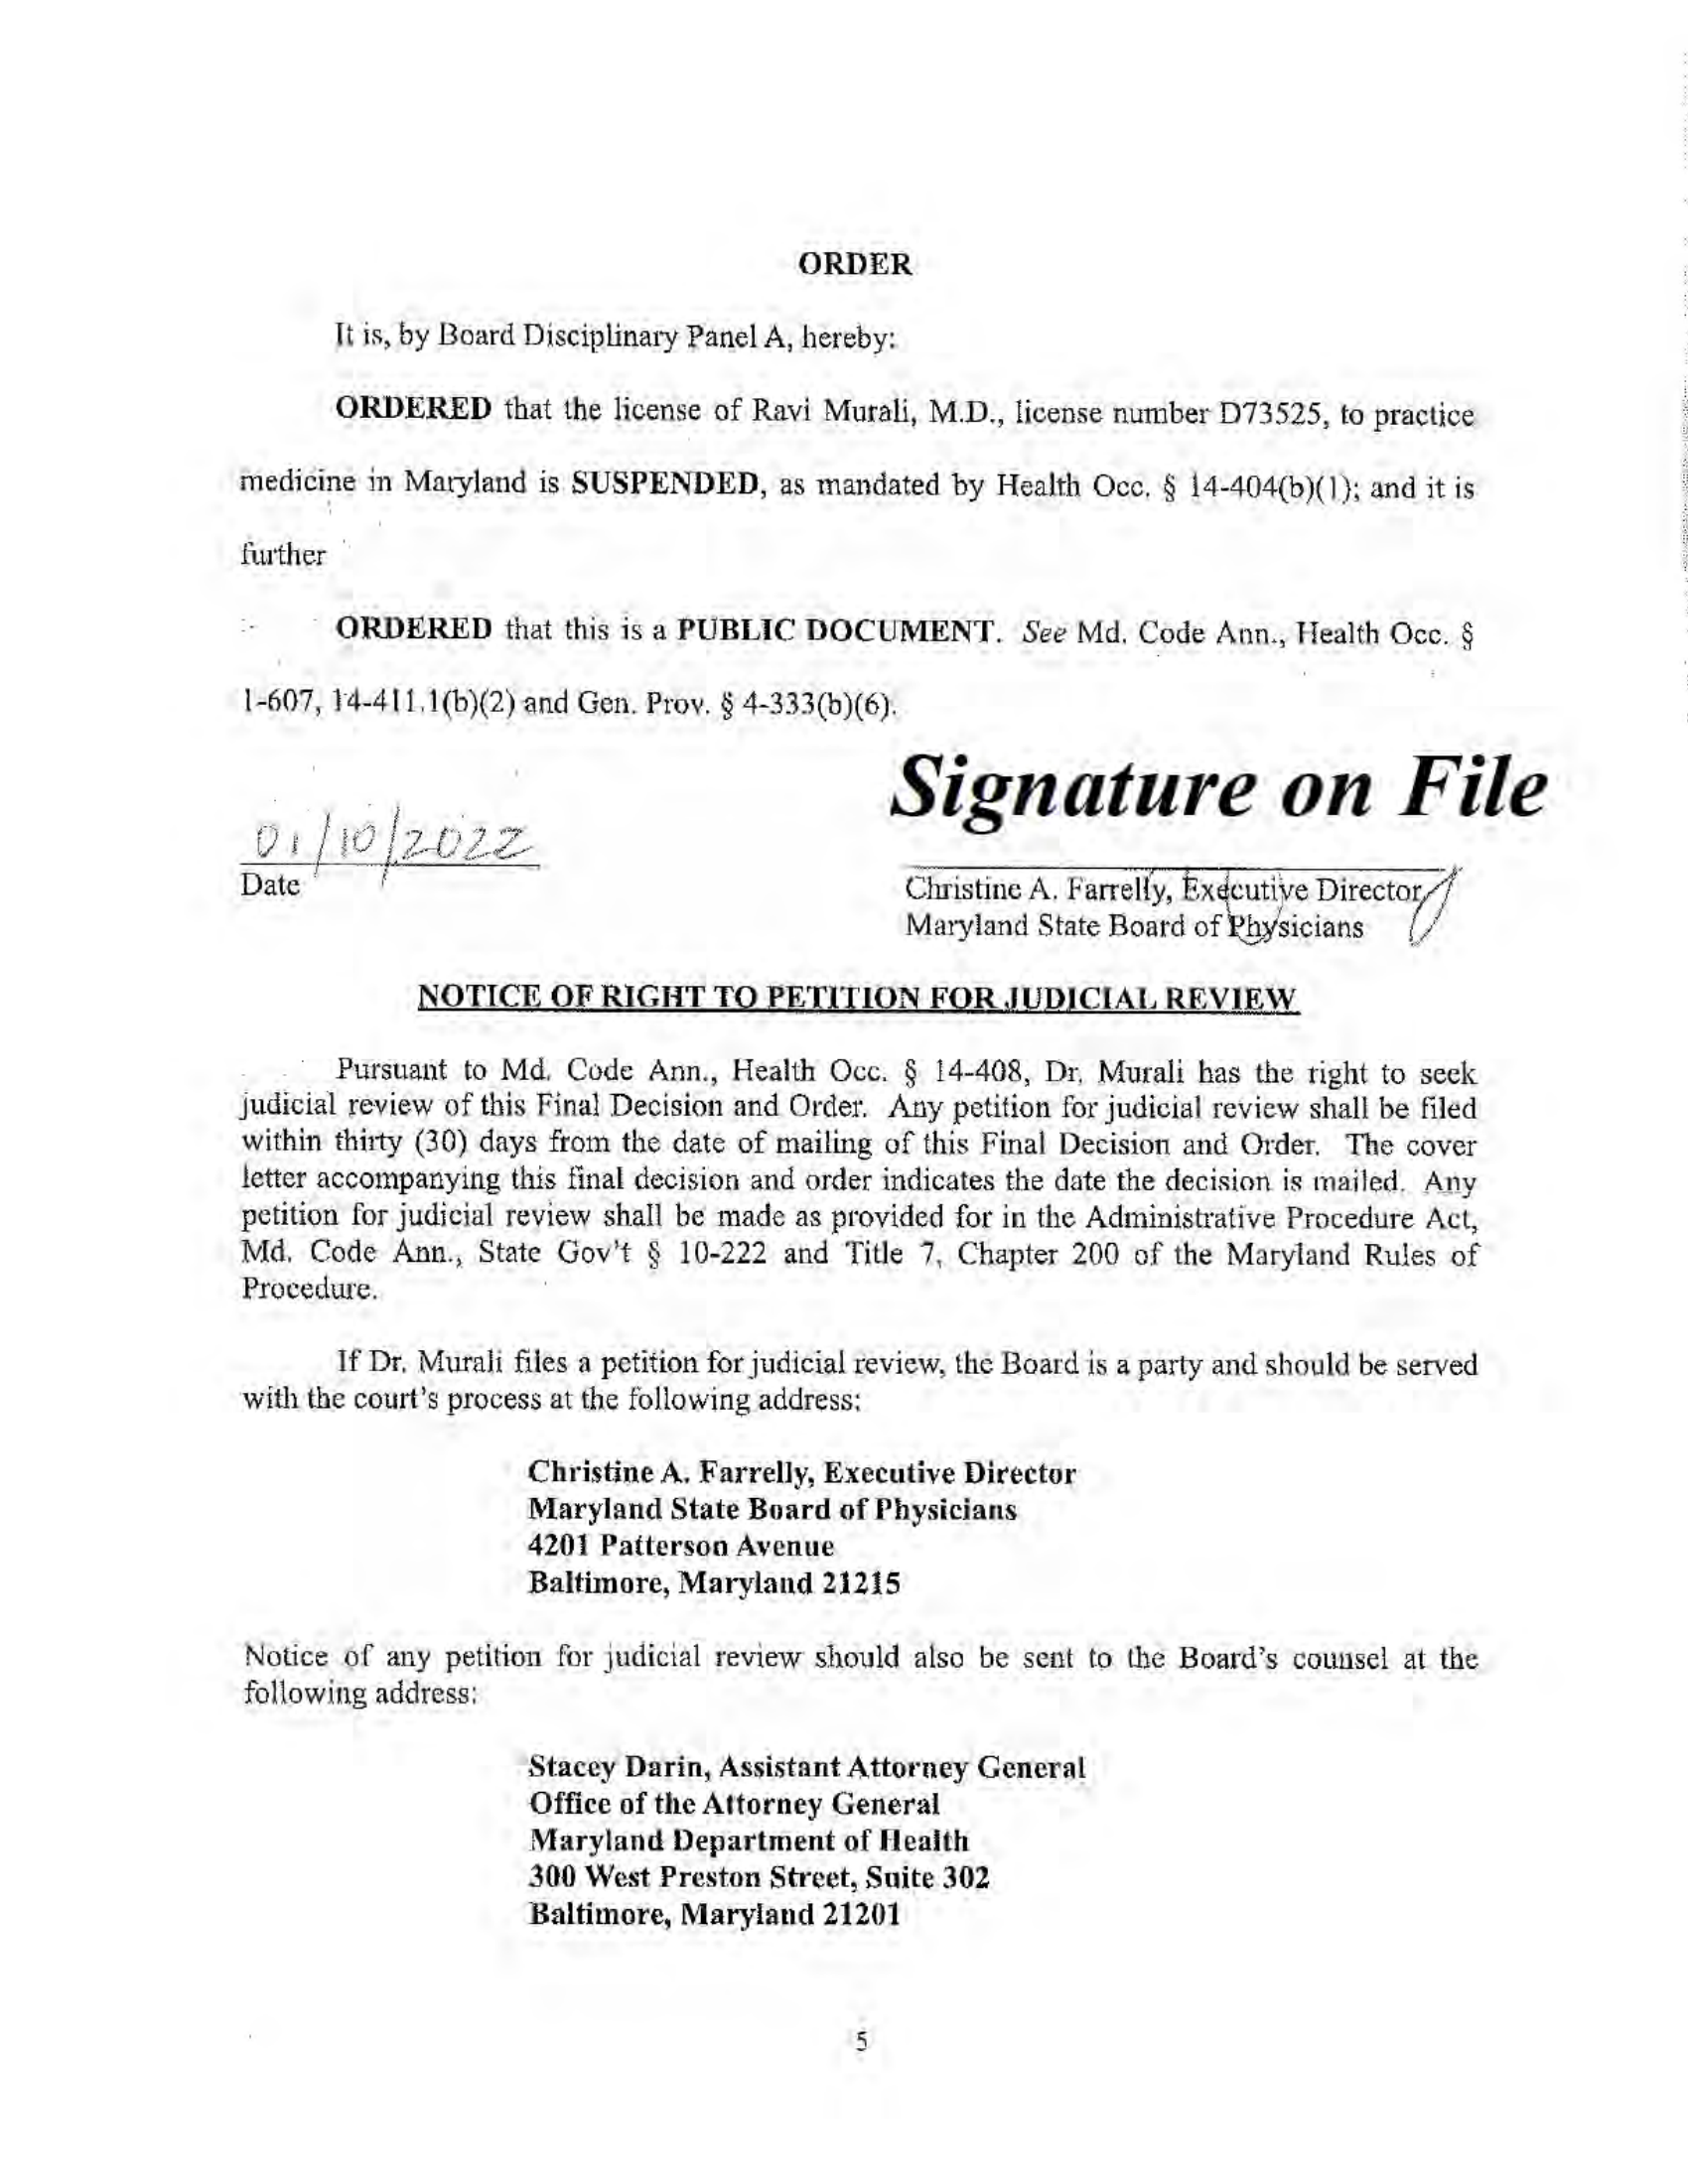 ORDER
It is, by Board Disciplinary Panel A, hereby:
ORDERED that the license of Ravi Murali, M.D., license number D73525, to practice
medicine in Maryland is SUSPENDED, as mandated by Health Occ. § 14-404(b)(1); and it is
further
ORDERED that this is a PUBLIC DOCUMENT. See Md. Code Ann., Health Occ. §
1-607, 14-411.1(b)(2) and Gen. Prov. § 4-333(b)(6).
Signature on File
01/10/2022
Date
Christine A. Farrelly, Executive Director
Maryland State Board of Physicians
NOTICE OF RIGHT TO PETITION FOR JUDICIAL REVIEW
Pursuant to Md. Code Ann., Health Occ. § 14-408, Dr. Murali has the right to seek
judicial review of this Final Decision and Order. Any petition for judicial review shall be filed
within thirty (30) days from the date of mailing of this Final Decision and Order. The cover
letter accompanying this final decision and order indicates the date the decision is mailed. Any
petition for judicial review shall be made as provided for in the Administrative Procedure Act,
Md. Code Ann., State Gov't § 10-222 and Title 7, Chapter 200 of the Maryland Rules of
Procedure.
If Dr. Murali files a petition for judicial review, the Board is a party and should be served
with the court's process at the following address:
Christine A. Farrelly, Executive Director
Maryland State Board of Physicians
4201 Patterson Avenue
Baltimore, Maryland 21215
Notice of any petition for judicial review should also be sent to the Board's counsel at the
following address:
Stacey Darin, Assistant Attorney General
Office of the Attorney General
Maryland Department of Health
300 West Preston Street, Suite 302
Baltimore, Maryland 21201
5